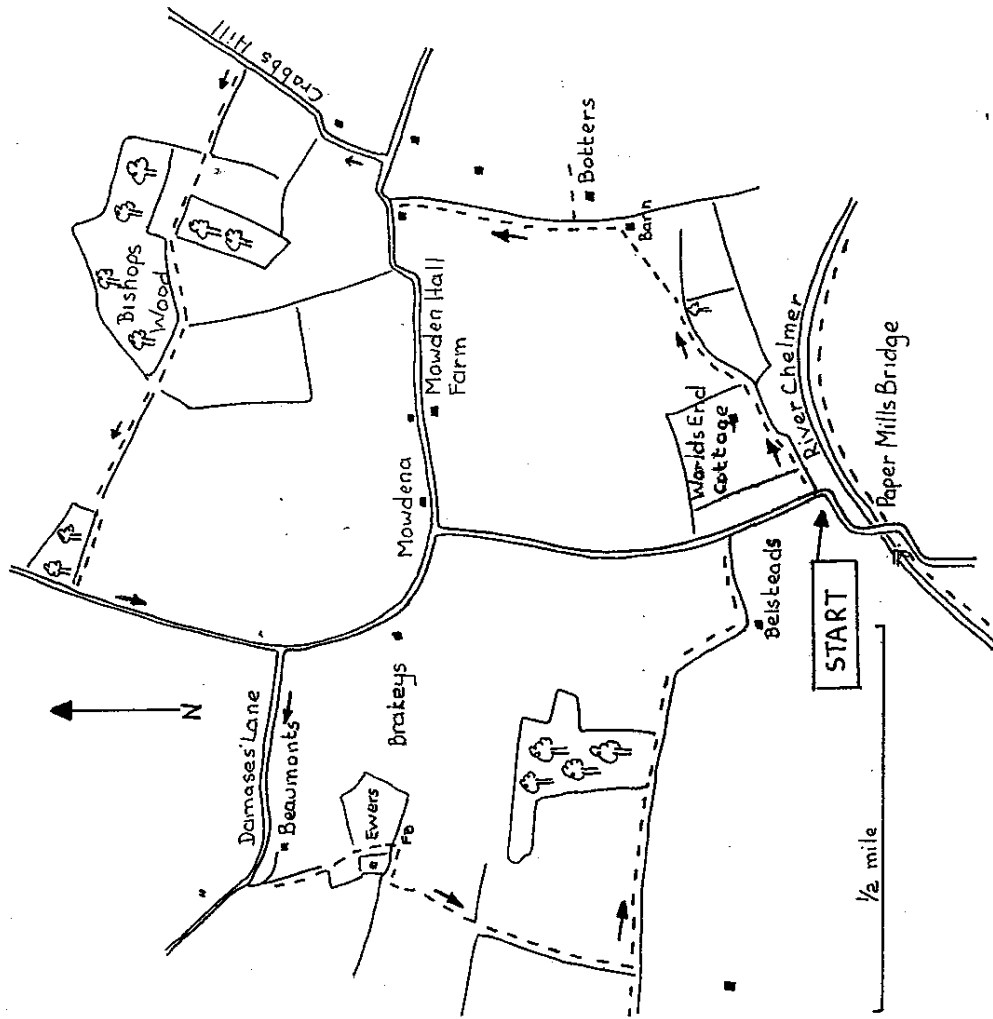 Crabbs Hill
Bishops
Wood
Botters
Barn
Mowden Hall
Farm
Mowdena
Worlds End
Cottage
River Chelmer
Paper Mills Bridge
START
Belsteads
Brakeys
N
Damases' Lane
Beaumonts
Ewers
FB
1/2 mile